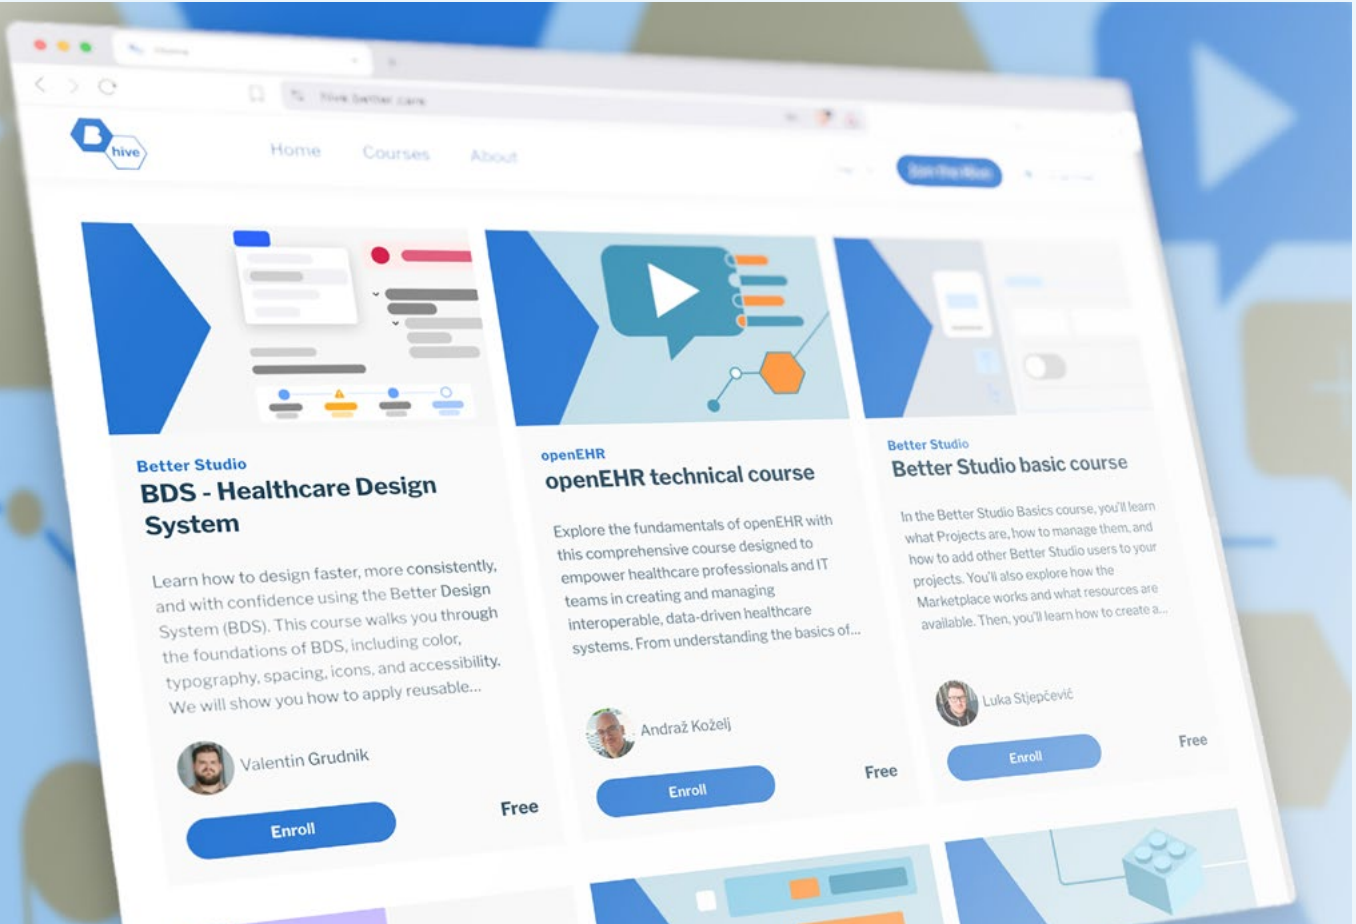 Home
hive.better.care
B
hive
Home
Courses
About
Join the Hive
Better Studio
BDS - Healthcare Design
System
Learn how to design faster, more consistently,
and with confidence using the Better Design
System (BDS). This course walks you through
the foundations of BDS, including color,
typography, spacing, icons, and accessibility.
We will show you how to apply reusable...
Valentin Grudnik
Enroll
Free
openEHR
openEHR technical course
Explore the fundamentals of openEHR with
this comprehensive course designed to
empower healthcare professionals and IT
teams in creating and managing
interoperable, data-driven healthcare
systems. From understanding the basics of...
Andraž Koželj
Enroll
Free
Better Studio
Better Studio basic course
In the Better Studio Basics course, you'll learn
what Projects are, how to manage them, and
how to add other Better Studio users to your
projects. You'll also explore how the
Marketplace works and what resources are
available. Then, you'll learn how to create a...
Luka Stjepčević
Enroll
Free